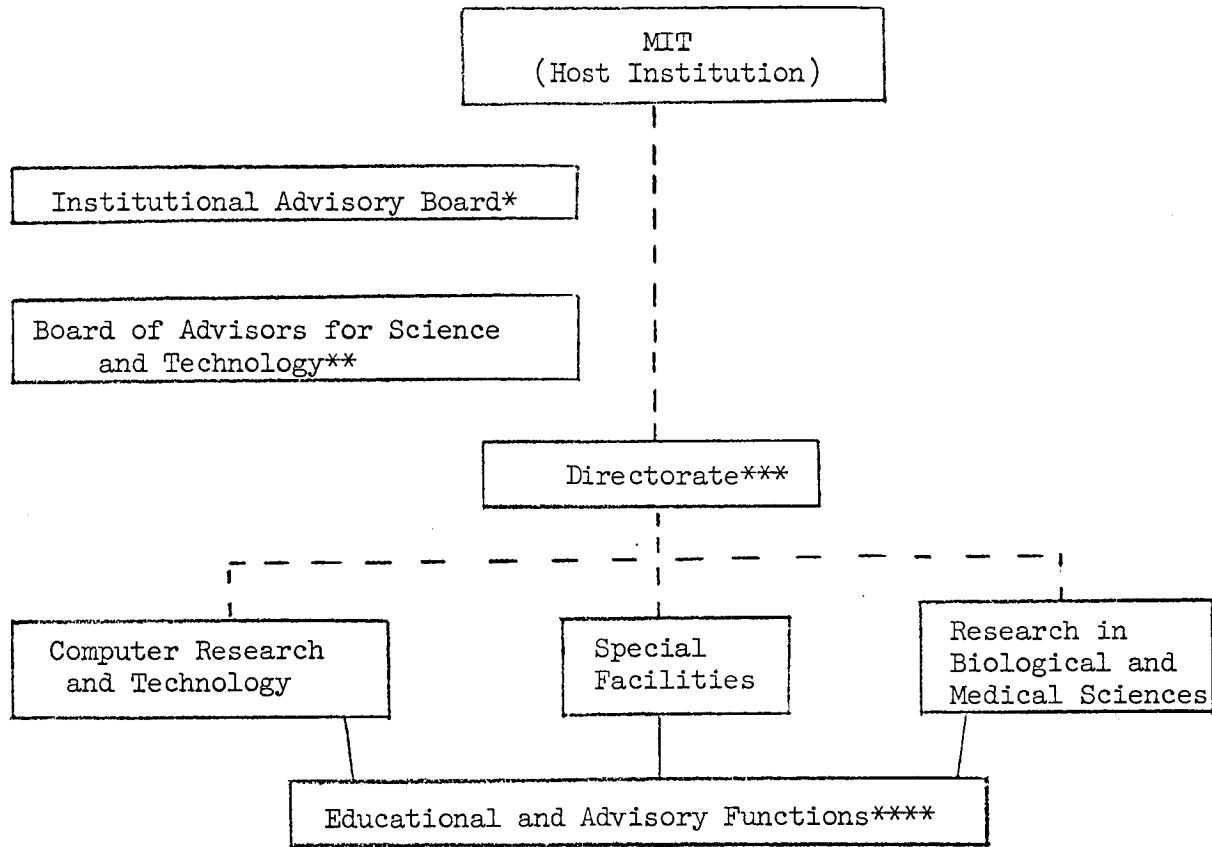 MIT
(Host Institution)
Institutional Advisory Board*
Board of Advisors for Science
and Technology**
Directorate***
Computer Research
and Technology
Special
Facilities
Research in
Biological and
Medical Sciences
Educational and Advisory Functions****